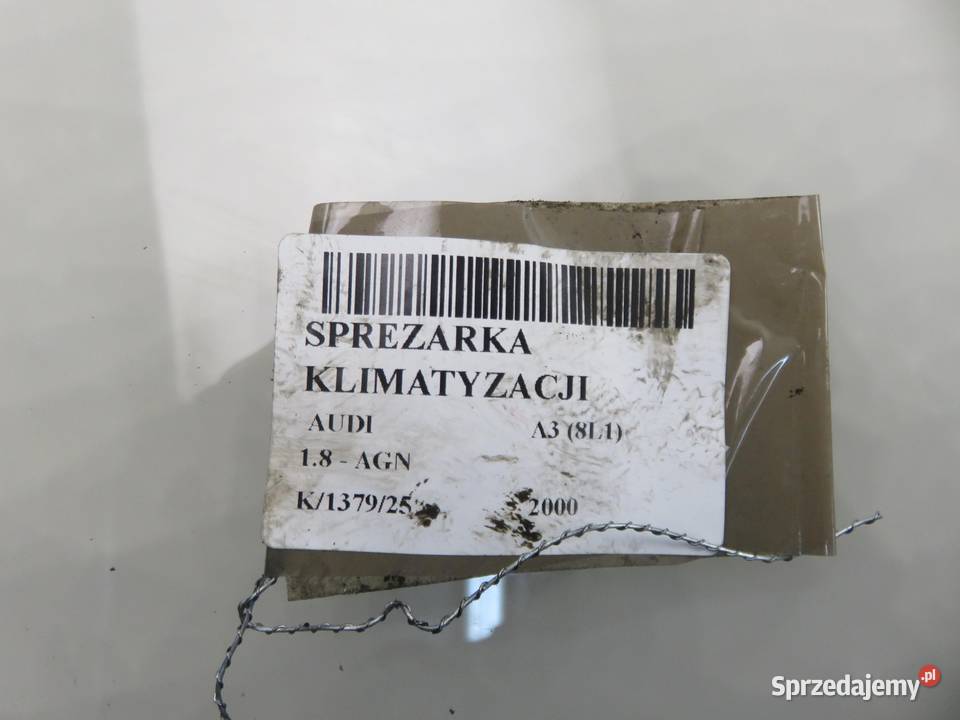 SPREZARKA
KLIMATYZACJI
AUDI A3 (8L1)
1.8 - AGN
K/1379/25 2000
Sprzedajemy.pl